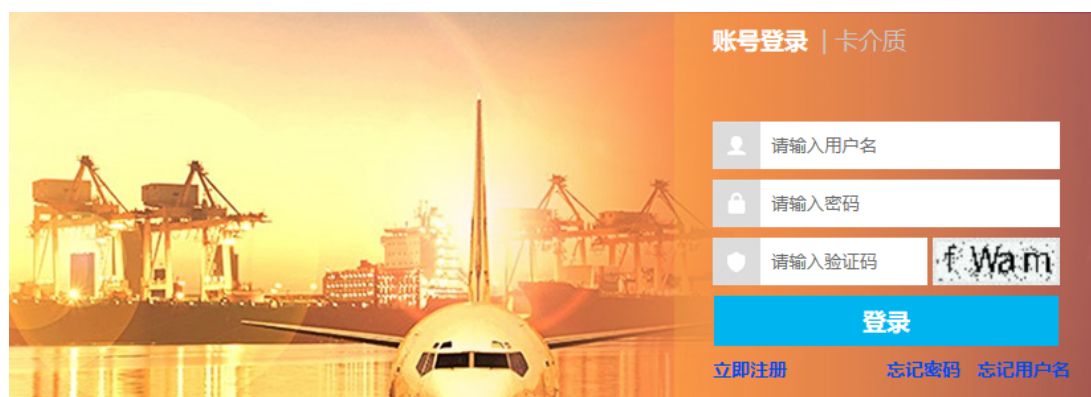 账号登录 | 卡介质
请输入用户名
请输入密码
请输入验证码 fWam
登录
立即注册 忘记密码 忘记用户名